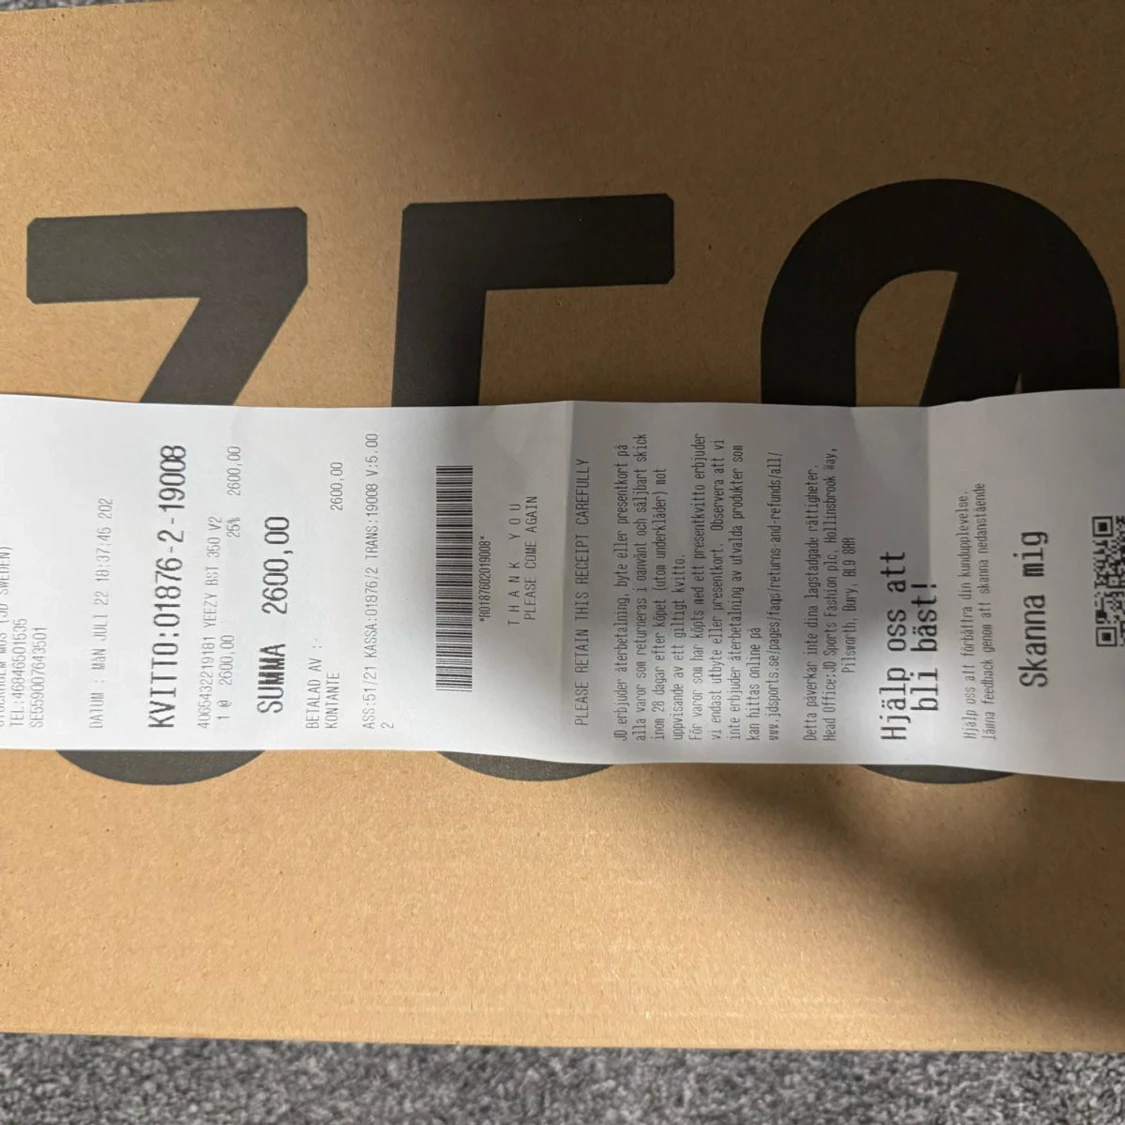 TEL:46946501535
SE559007643501
DATUM : MÅN JULI 22 18:37:45 202
KVITTO:01876-2-19008
4065432219181 YEEZY BST 350 V2
1 @ 2600,00 25% 2600,00
SUMMA 2600,00
BETALAD AV :-
KONTANTE 2600,00
ASS:51/21 KASSA:01876/2 TRANS:19008 V:5.00
2
*R0187602019008*
THANK YOU
PLEASE COME AGAIN
PLEASE RETAIN THIS RECEIPT CAREFULLY
JD erbjuder återbetalning, byte eller presentkort på
alla varor som returneras i oanvänt och säljbart skick
inom 28 dagar efter köpet (utom underkläder) mot
uppvisande av ett giltigt kvitto.
För varor som har köpts med ett presentkvitto erbjuder
vi endast utbyte eller presentkort. Observera att vi
inte erbjuder återbetalning av utvalda produkter som
kan hittas online på
www.jdsports.se/pages/faqs/returns-and-refunds/all/
Detta påverkar inte dina lagstadgade rättigheter.
Head Office:JD Sports Fashion plc, Hollinsbrook Way,
Pilsworth, Bury, BL9 8RR
Hjälp oss att
bli bäst!
Hjälp oss att förbättra din kundupplevelse.
lämna feedback genom att skanna nedanstående
Skanna mig
350